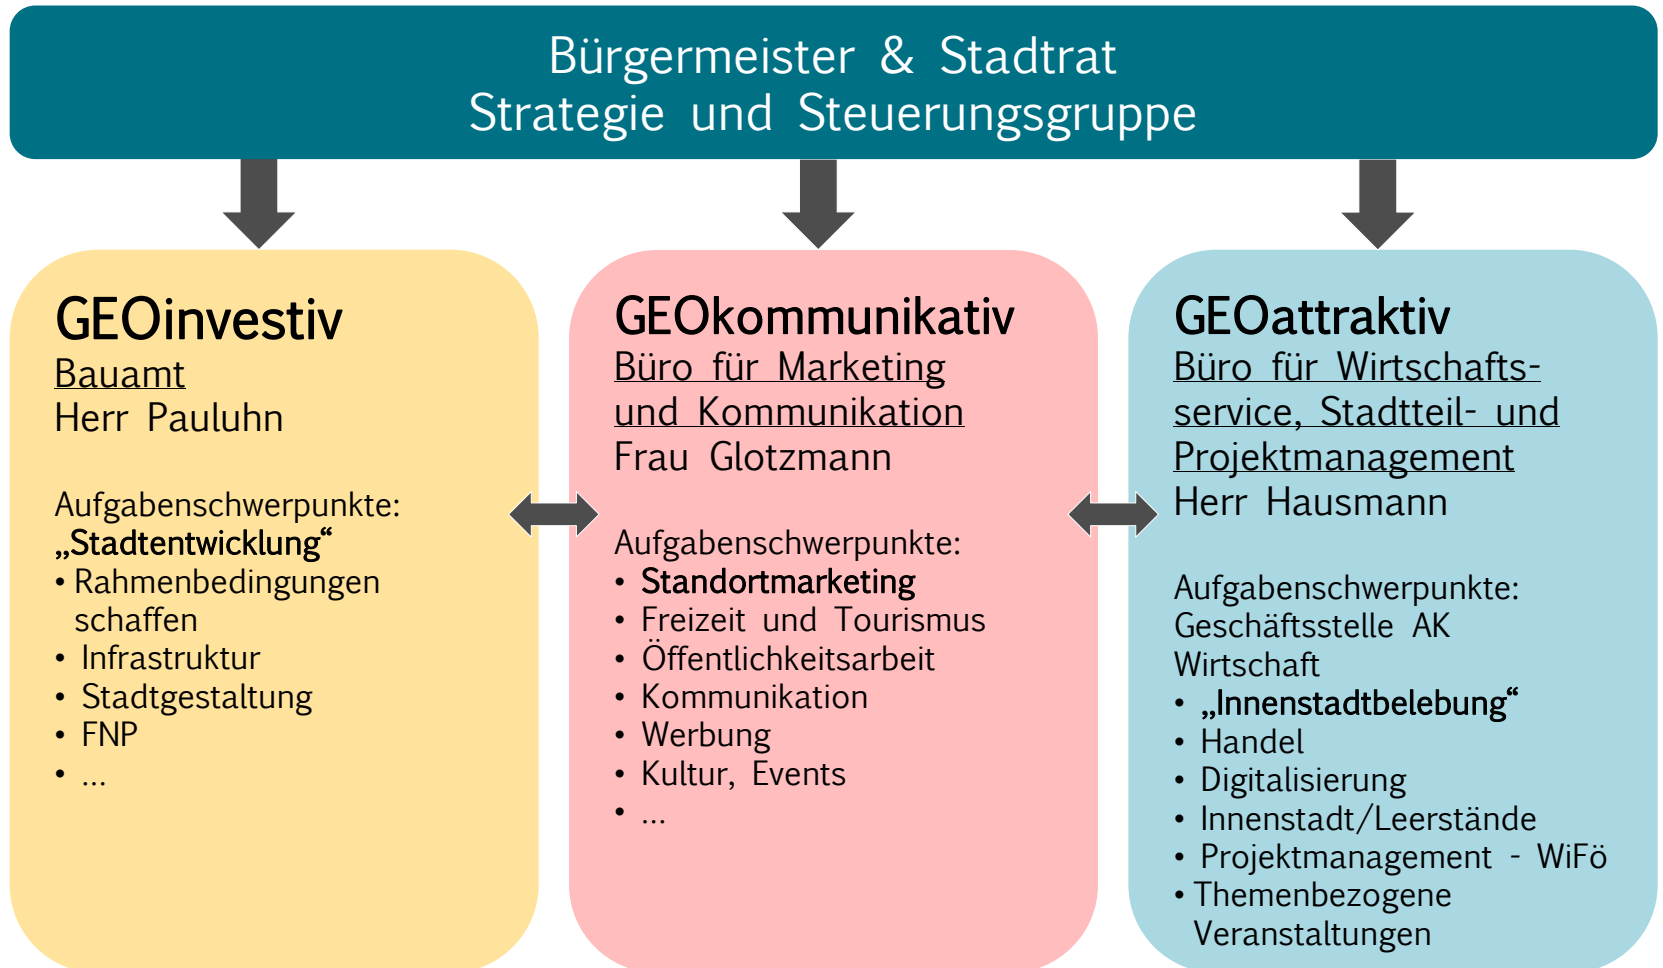 Bürgermeister & Stadtrat
Strategie und Steuerungsgruppe
GEOinvestiv
Bauamt
Herr Pauluhn
Aufgabenschwerpunkte:
„Stadtentwicklung“
• Rahmenbedingungen
schaffen
• Infrastruktur
• Stadtgestaltung
• FNP
• ...
GEOkommunikativ
Büro für Marketing
und Kommunikation
Frau Glotzmann
Aufgabenschwerpunkte:
• Standortmarketing
• Freizeit und Tourismus
• Öffentlichkeitsarbeit
• Kommunikation
• Werbung
• Kultur, Events
• ...
GEOattraktiv
Büro für Wirtschafts-
service, Stadtteil- und
Projektmanagement
Herr Hausmann
Aufgabenschwerpunkte:
Geschäftsstelle AK
Wirtschaft
• „Innenstadtbelebung“
• Handel
• Digitalisierung
• Innenstadt/Leerstände
• Projektmanagement - WiFö
• Themenbezogene
Veranstaltungen